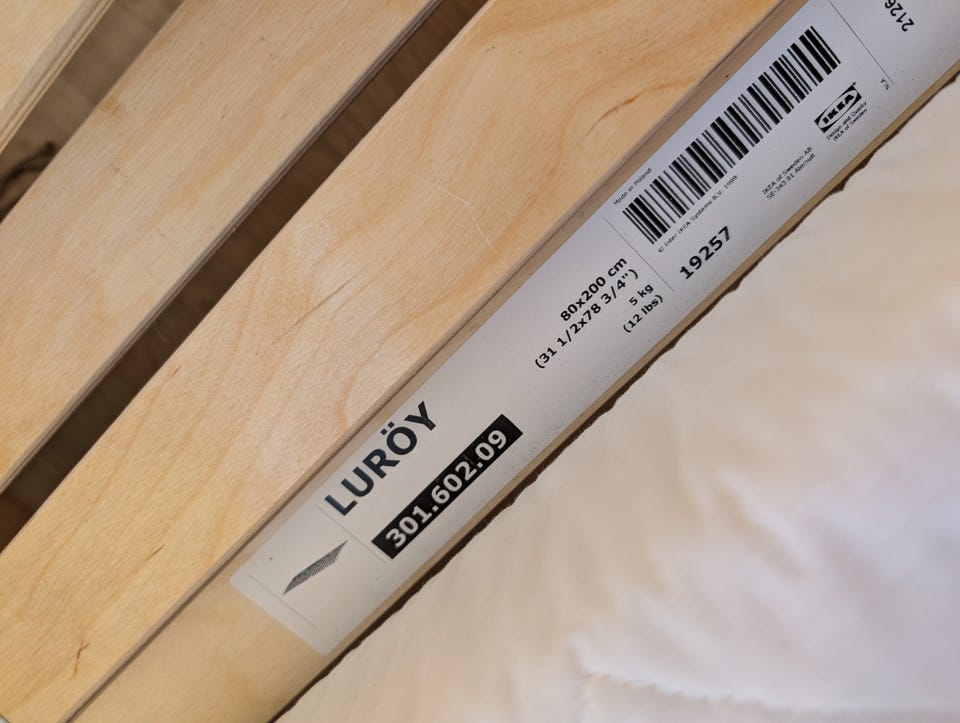 LURÖY
301.602.09
80x200 cm
(31 1/2x78 3/4")
5 kg
(12 lbs)
Made in Poland
© Inter IKEA Systems B.V. 1999
19257
IKEA
Design and Quality
IKEA of Sweden
IKEA of Sweden AB
SE-343 81 Älmhult
2126
N/A